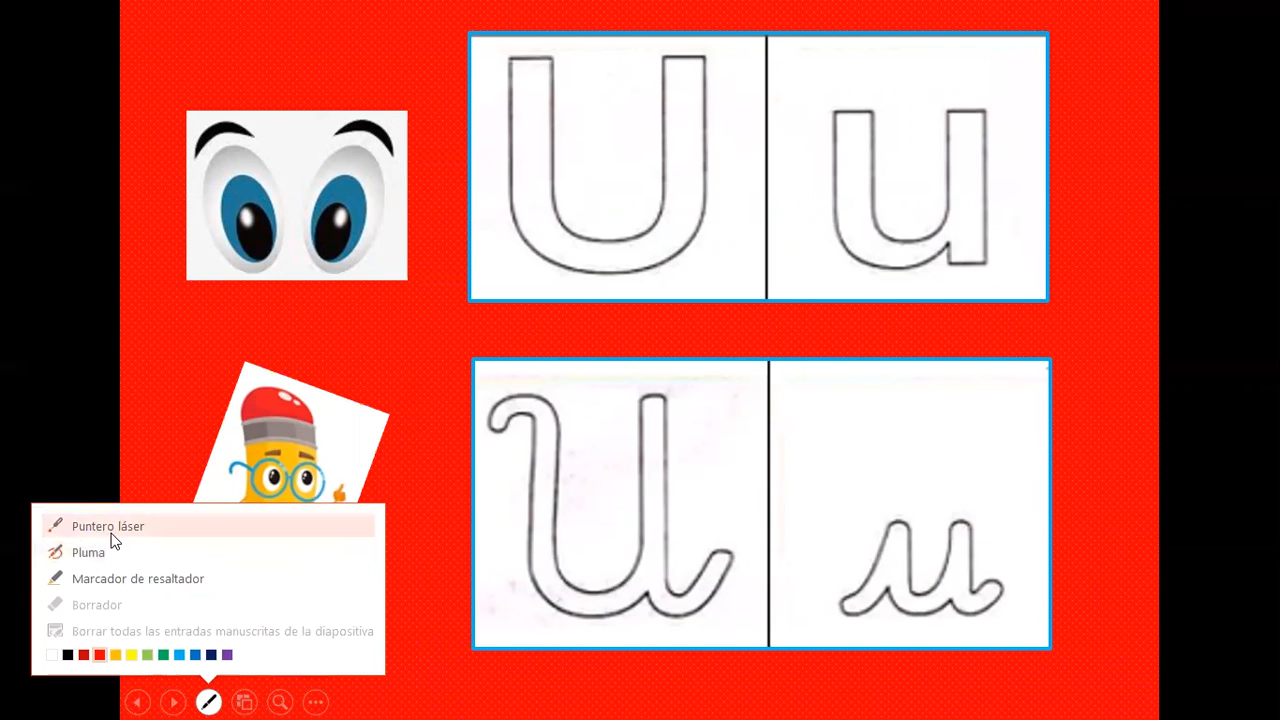 U u
U u
Puntero láser
Pluma
Marcador de resaltador
Borrador
Borrar todas las entradas manuscritas de la diapositiva